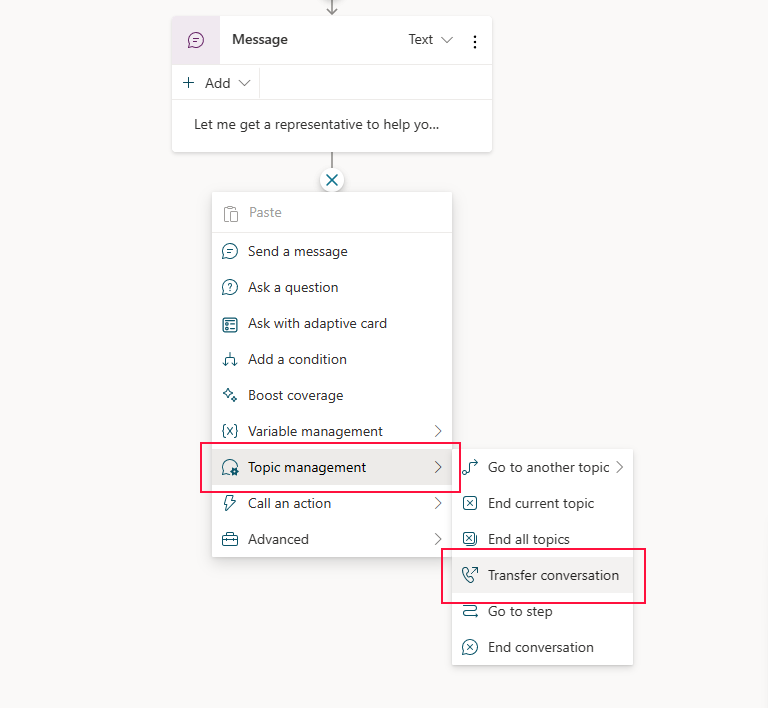 Message Text
Add
Let me get a representative to help yo...
Paste
Send a message
Ask a question
Ask with adaptive card
Add a condition
Boost coverage
{x} Variable management
Topic management
Call an action
Advanced
Go to another topic
End current topic
End all topics
Transfer conversation
Go to step
End conversation